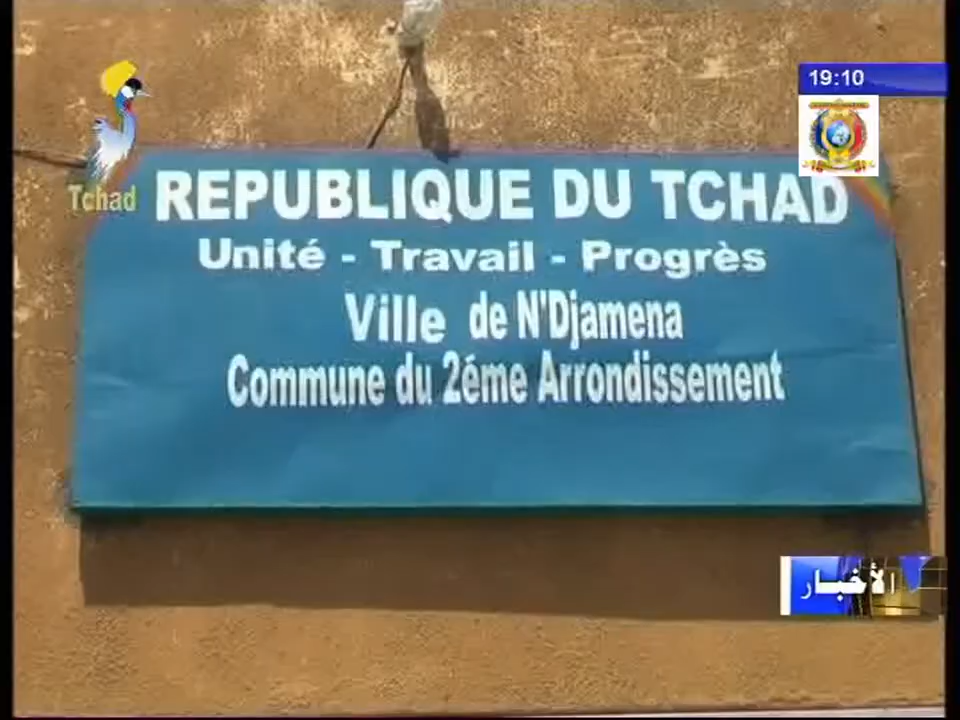 19:10
Tchad
REPUBLIQUE DU TCHAD
Unité - Travail - Progrès
Ville de N'Djamena
Commune du 2éme Arrondissement
الأخبار